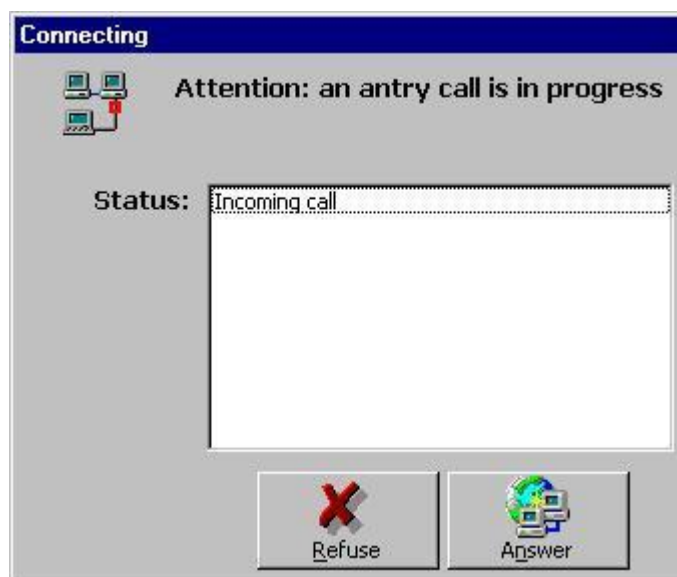 Connecting
Attention: an antry call is in progress
Status:
Incoming call
Refuse
Answer